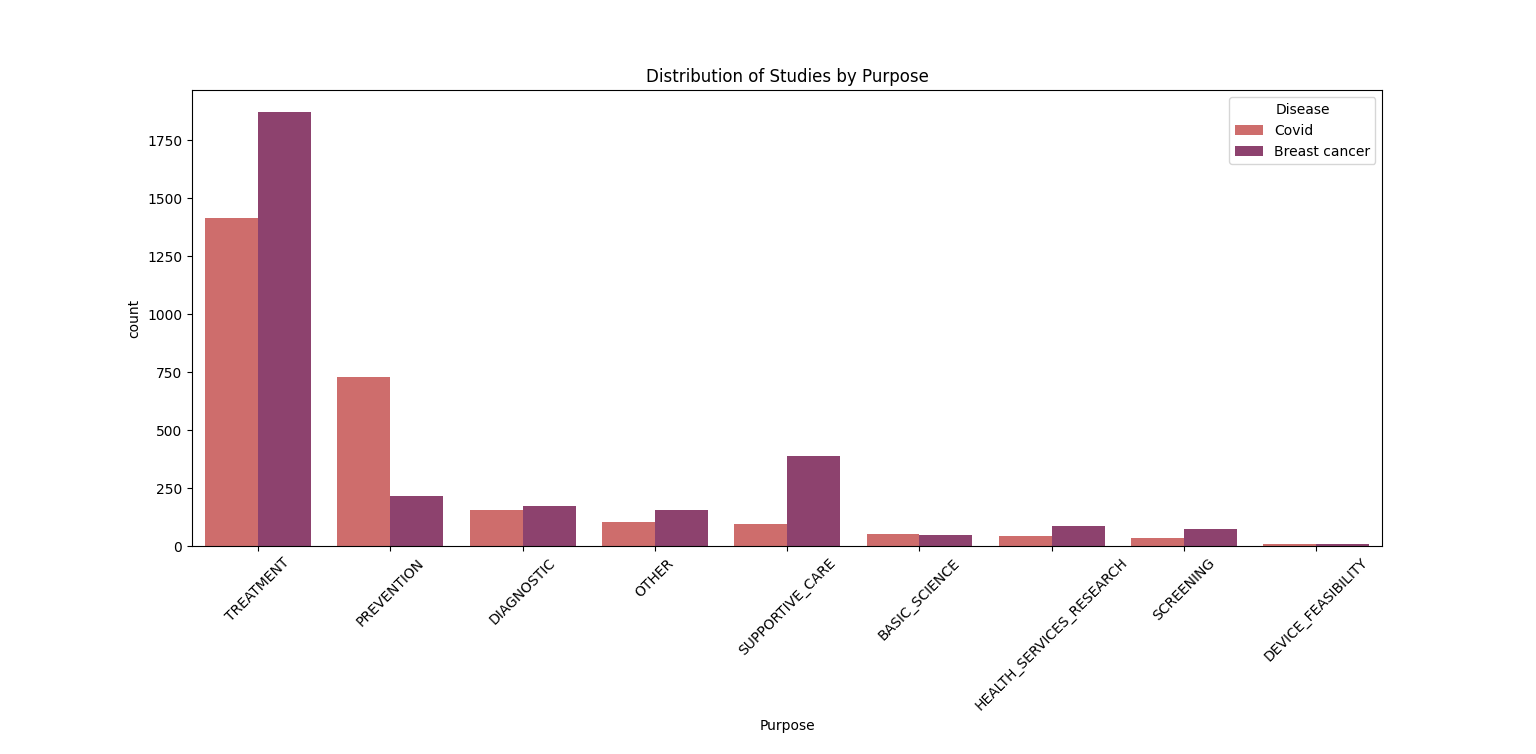 Distribution of Studies by Purpose
Disease
Covid
Breast cancer
count
1750
1500
1250
1000
750
500
250
0
TREATMENT
PREVENTION
DIAGNOSTIC
OTHER
SUPPORTIVE_CARE
BASIC_SCIENCE
HEALTH_SERVICES_RESEARCH
SCREENING
DEVICE_FEASIBILITY
Purpose